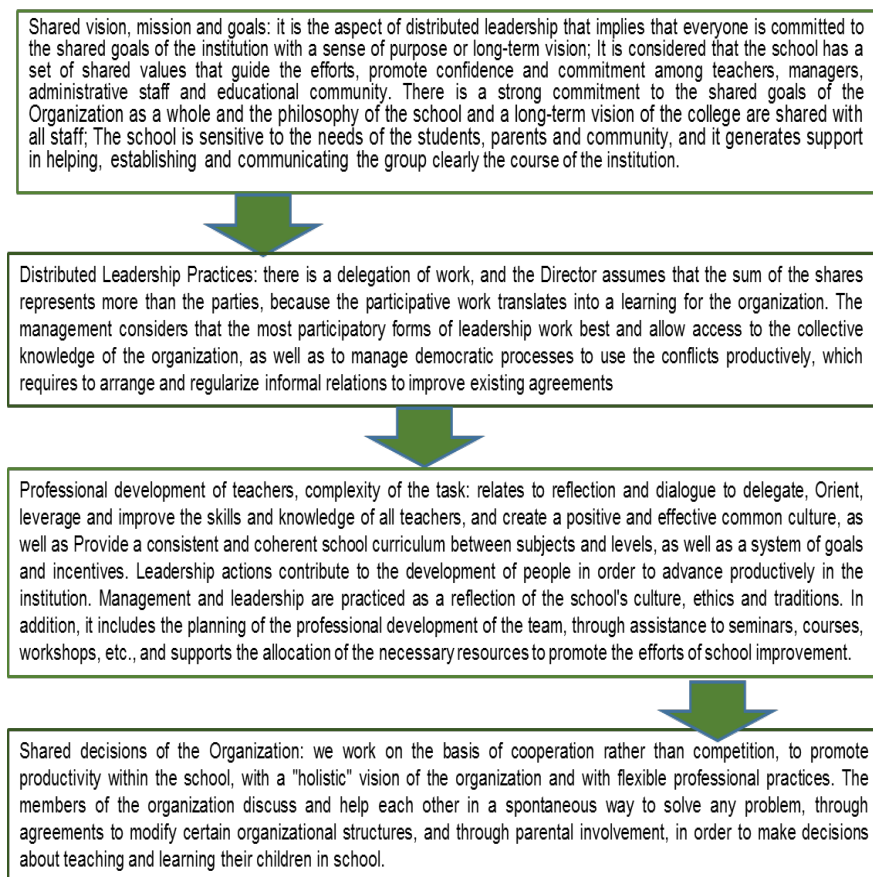 Shared vision, mission and goals: it is the aspect of distributed leadership that implies that everyone is committed to
the shared goals of the institution with a sense of purpose or long-term vision; It is considered that the school has a
set of shared values that guide the efforts, promote confidence and commitment among teachers, managers,
administrative staff and educational community. There is a strong commitment to the shared goals of the
Organization as a whole and the philosophy of the school and a long-term vision of the college are shared with
all staff; The school is sensitive to the needs of the students, parents and community, and it generates support
in helping, establishing and communicating the group clearly the course of the institution.
Distributed Leadership Practices: there is a delegation of work, and the Director assumes that the sum of the shares
represents more than the parties, because the participative work translates into a learning for the organization. The
management considers that the most participatory forms of leadership work best and allow access to the collective
knowledge of the organization, as well as to manage democratic processes to use the conflicts productively, which
requires to arrange and regularize informal relations to improve existing agreements
Professional development of teachers, complexity of the task: relates to reflection and dialogue to delegate, Orient,
leverage and improve the skills and knowledge of all teachers, and create a positive and effective common culture, as
well as Provide a consistent and coherent school curriculum between subjects and levels, as well as a system of goals
and incentives. Leadership actions contribute to the development of people in order to advance productively in the
institution. Management and leadership are practiced as a reflection of the school's culture, ethics and traditions. In
addition, it includes the planning of the professional development of the team, through assistance to seminars, courses,
workshops, etc., and supports the allocation of the necessary resources to promote the efforts of school improvement.
Shared decisions of the Organization: we work on the basis of cooperation rather than competition, to promote
productivity within the school, with a "holistic" vision of the organization and with flexible professional practices. The
members of the organization discuss and help each other in a spontaneous way to solve any problem, through
agreements to modify certain organizational structures, and through parental involvement, in order to make decisions
about teaching and learning their children in school.